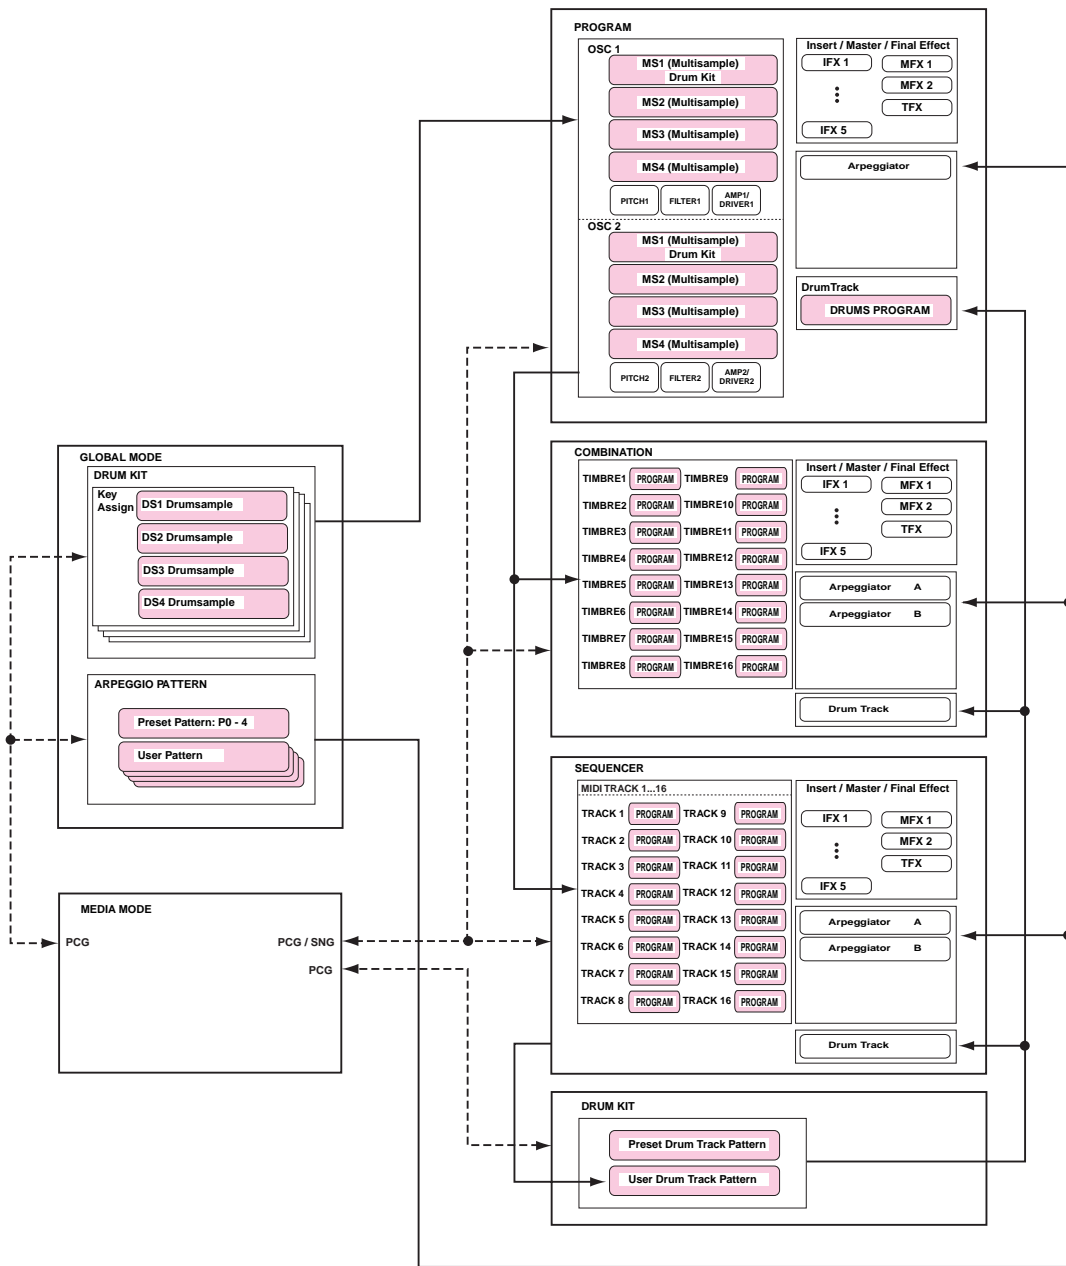 PROGRAM
OSC 1
MS1 (Multisample)
Drum Kit
MS2 (Multisample)
MS3 (Multisample)
MS4 (Multisample)
PITCH1
FILTER1
AMP1/
DRIVER1
OSC 2
MS1 (Multisample)
Drum Kit
MS2 (Multisample)
MS3 (Multisample)
MS4 (Multisample)
PITCH2
FILTER2
AMP2/
DRIVER2
Insert / Master / Final Effect
IFX 1
MFX 1
MFX 2
TFX
IFX 5
Arpeggiator
DrumTrack
DRUMS PROGRAM
GLOBAL MODE
DRUM KIT
Key
Assign
DS1 Drumsample
DS2 Drumsample
DS3 Drumsample
DS4 Drumsample
ARPEGGIO PATTERN
Preset Pattern: P0 - 4
User Pattern
MEDIA MODE
PCG
PCG / SNG
PCG
COMBINATION
TIMBRE1 PROGRAM TIMBRE9 PROGRAM
TIMBRE2 PROGRAM TIMBRE10 PROGRAM
TIMBRE3 PROGRAM TIMBRE11 PROGRAM
TIMBRE4 PROGRAM TIMBRE12 PROGRAM
TIMBRE5 PROGRAM TIMBRE13 PROGRAM
TIMBRE6 PROGRAM TIMBRE14 PROGRAM
TIMBRE7 PROGRAM TIMBRE15 PROGRAM
TIMBRE8 PROGRAM TIMBRE16 PROGRAM
Insert / Master / Final Effect
IFX 1
MFX 1
MFX 2
TFX
IFX 5
Arpeggiator A
Arpeggiator B
Drum Track
SEQUENCER
MIDI TRACK 1...16
TRACK 1 PROGRAM TRACK 9 PROGRAM
TRACK 2 PROGRAM TRACK 10 PROGRAM
TRACK 3 PROGRAM TRACK 11 PROGRAM
TRACK 4 PROGRAM TRACK 12 PROGRAM
TRACK 5 PROGRAM TRACK 13 PROGRAM
TRACK 6 PROGRAM TRACK 14 PROGRAM
TRACK 7 PROGRAM TRACK 15 PROGRAM
TRACK 8 PROGRAM TRACK 16 PROGRAM
Insert / Master / Final Effect
IFX 1
MFX 1
MFX 2
TFX
IFX 5
Arpeggiator A
Arpeggiator B
Drum Track
DRUM KIT
Preset Drum Track Pattern
User Drum Track Pattern